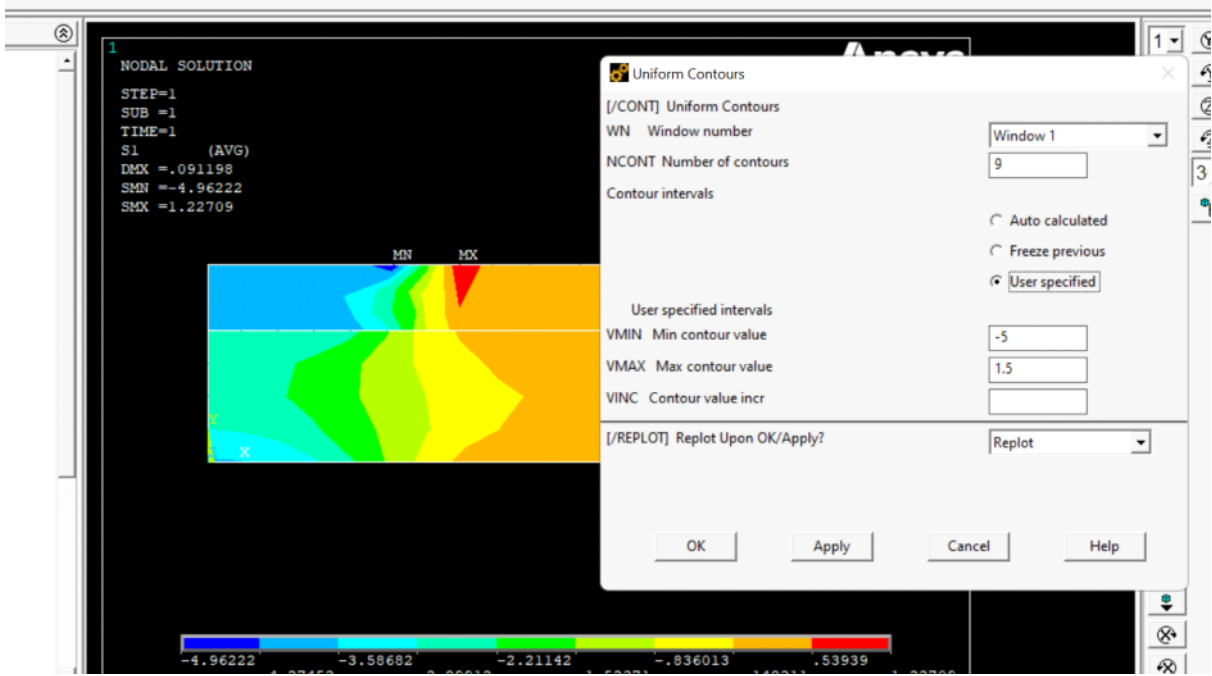 1
NODAL SOLUTION
STEP=1
SUB =1
TIME=1
S1 (AVG)
DMX =.091198
SMN =-4.96222
SMX =1.22709
MN MX
Y
X
-4.96222 -3.58682 -2.21142 -.836013 .53939
Uniform Contours
[/CONT] Uniform Contours
WN Window number Window 1
NCONT Number of contours 9
Contour intervals
Auto calculated
Freeze previous
User specified
User specified intervals
VMIN Min contour value -5
VMAX Max contour value 1.5
VINC Contour value incr
[/REPLOT] Replot Upon OK/Apply? Replot
OK Apply Cancel Help
1
3